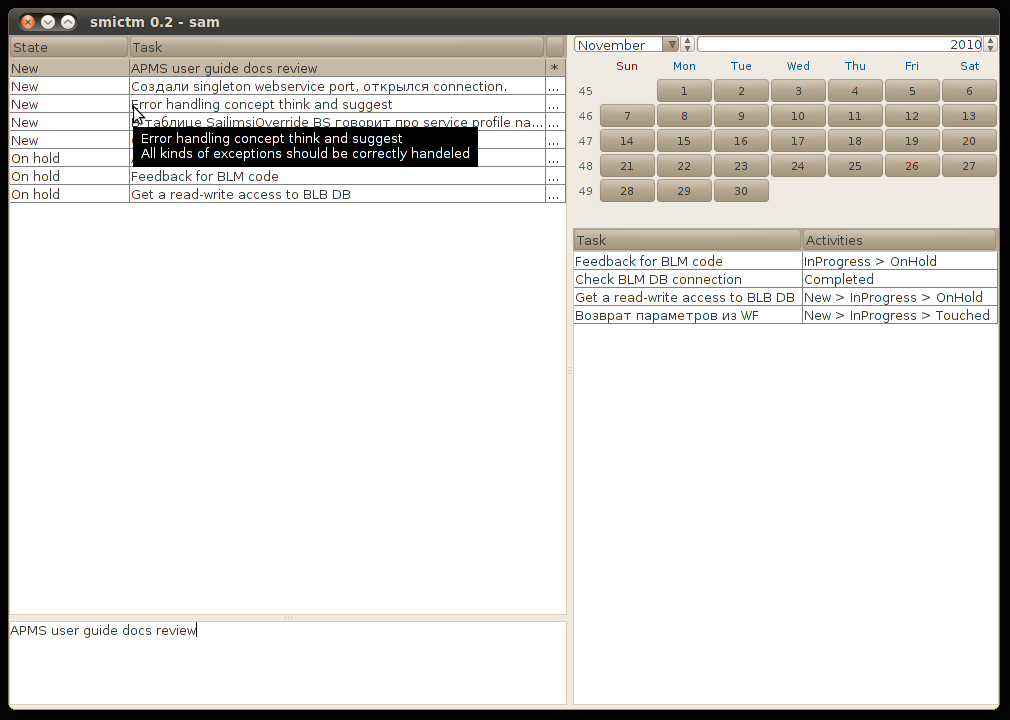 smictm 0.2 - sam
State Task
New APMS user guide docs review *
New Создали singleton webservice port, открылся connection. ...
New Error handling concept think and suggest ...
New таблице SailimsiOverride BS говорит про service profile na... ...
New ...
On hold ...
On hold Feedback for BLM code ...
On hold Get a read-write access to BLB DB ...
Error handling concept think and suggest
All kinds of exceptions should be correctly handeled
APMS user guide docs review
November 2010
Sun Mon Tue Wed Thu Fri Sat
45 1 2 3 4 5 6
46 7 8 9 10 11 12 13
47 14 15 16 17 18 19 20
48 21 22 23 24 25 26 27
49 28 29 30
Task Activities
Feedback for BLM code InProgress > OnHold
Check BLM DB connection Completed
Get a read-write access to BLB DB New > InProgress > OnHold
Возврат параметров из WF New > InProgress > Touched